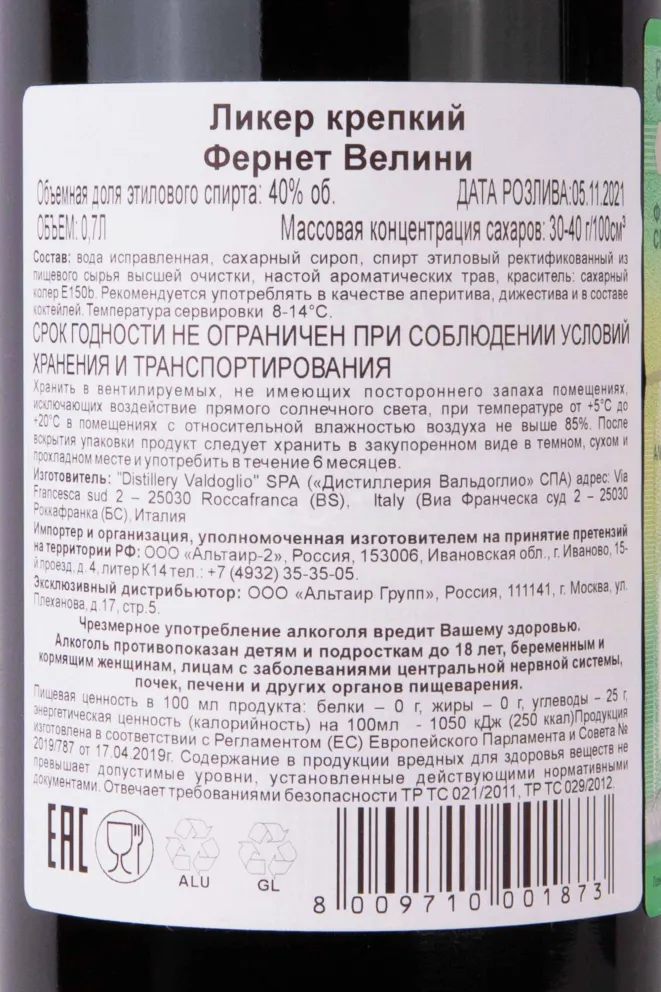 Ликер крепкий
Фернет Велини
Объемная доля этилового спирта: 40% об. ДАТА РОЗЛИВА:05.11.2021
ОБЪЕМ: 0,7Л Массовая концентрация сахаров: 30-40 г/100см³
Состав: вода исправленная, сахарный сироп, спирт этиловый ректификованный из
пищевого сырья высшей очистки, настой ароматических трав, краситель: сахарный
колер Е150b. Рекомендуется употреблять в качестве аперитива, дижестива и в составе
коктейлей. Температура сервировки 8-14°С.
СРОК ГОДНОСТИ НЕ ОГРАНИЧЕН ПРИ СОБЛЮДЕНИИ УСЛОВИЙ
ХРАНЕНИЯ И ТРАНСПОРТИРОВАНИЯ
Хранить в вентилируемых, не имеющих постороннего запаха помещениях,
исключающих воздействие прямого солнечного света, при температуре от +5°С до
+20°С в помещениях с относительной влажностью воздуха не выше 85%. После
вскрытия упаковки продукт следует хранить в закупоренном виде в темном, сухом и
прохладном месте и употребить в течение 6 месяцев.
Изготовитель: "Distillery Valdoglio" SPA («Дистиллерия Вальдоглио» СПА) адрес: Via
Francesca sud 2 – 25030 Roccafranca (BS), Italy (Виа Франческа суд 2 – 25030
Роккафранка (БС), Италия
Импортер и организация, уполномоченная изготовителем на принятие претензий
на территории РФ: ООО «Альтаир-2», Россия, 153006, Ивановская обл., г. Иваново, 15-
й проезд, д. 4, литер К14 тел.: +7 (4932) 35-35-05.
Эксклюзивный дистрибьютор: ООО «Альтаир Групп», Россия, 111141, г. Москва, ул.
Плеханова, д.17, стр.5.
Чрезмерное употребление алкоголя вредит Вашему здоровью.
Алкоголь противопоказан детям и подросткам до 18 лет, беременным и
кормящим женщинам, лицам с заболеваниями центральной нервной системы,
почек, печени и других органов пищеварения.
Пищевая ценность в 100 мл продукта: белки – 0 г, жиры – 0 г, углеводы – 25 г,
энергетическая ценность (калорийность) на 100мл - 1050 кДж (250 ккал)Продукция
изготовлена в соответствии с Регламентом (ЕС) Европейского Парламента и Совета №
2019/787 от 17.04.2019г. Содержание в продукции вредных для здоровья веществ не
превышает допустимые уровни, установленные действующими нормативными
документами. Отвечает требованиями безопасности ТР ТС 021/2011, ТР ТС 029/2012.
ЕАС
ALU GL
8 009710 001873